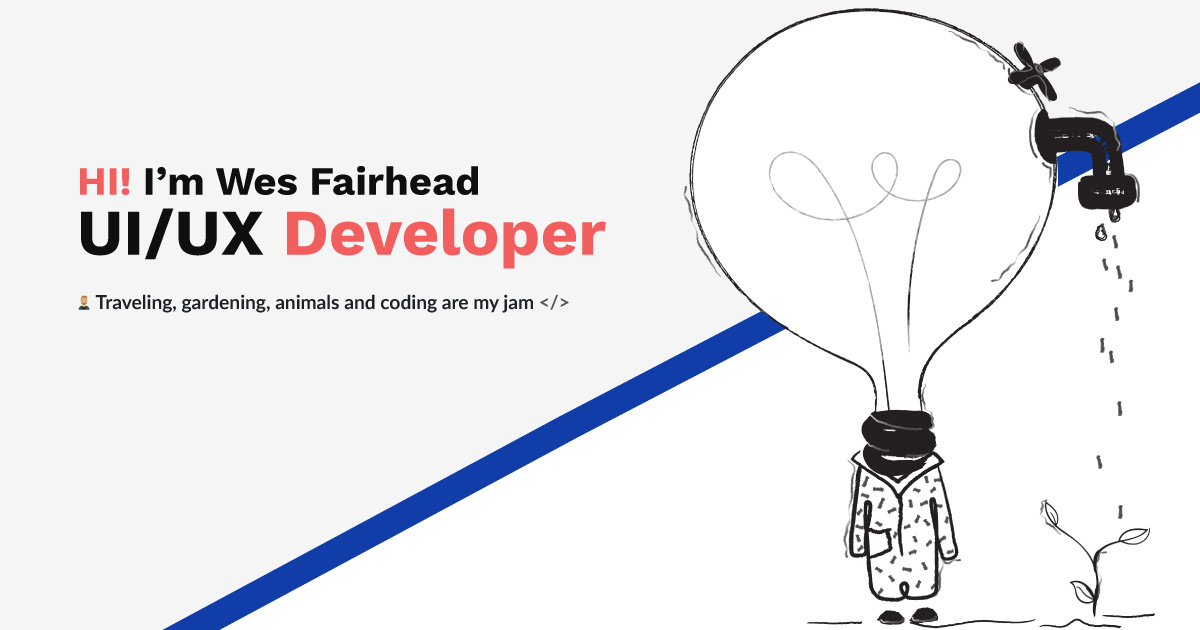 HI! I’m Wes Fairhead
UI/UX Developer
Traveling, gardening, animals and coding are my jam </>